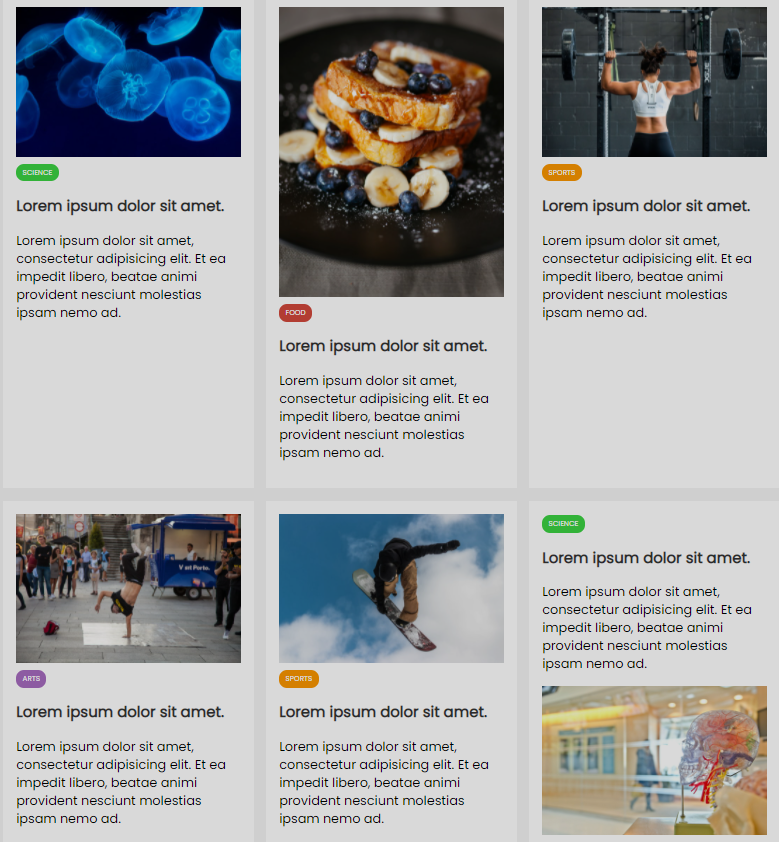 SCIENCE
Lorem ipsum dolor sit amet.
Lorem ipsum dolor sit amet,
consectetur adipisicing elit. Et ea
impedit libero, beatae animi
provident nesciunt molestias
ipsam nemo ad.
FOOD
Lorem ipsum dolor sit amet.
Lorem ipsum dolor sit amet,
consectetur adipisicing elit. Et ea
impedit libero, beatae animi
provident nesciunt molestias
ipsam nemo ad.
SPORTS
Lorem ipsum dolor sit amet.
Lorem ipsum dolor sit amet,
consectetur adipisicing elit. Et ea
impedit libero, beatae animi
provident nesciunt molestias
ipsam nemo ad.
ARTS
Lorem ipsum dolor sit amet.
Lorem ipsum dolor sit amet,
consectetur adipisicing elit. Et ea
impedit libero, beatae animi
provident nesciunt molestias
ipsam nemo ad.
SPORTS
Lorem ipsum dolor sit amet.
Lorem ipsum dolor sit amet,
consectetur adipisicing elit. Et ea
impedit libero, beatae animi
provident nesciunt molestias
ipsam nemo ad.
SCIENCE
Lorem ipsum dolor sit amet.
Lorem ipsum dolor sit amet,
consectetur adipisicing elit. Et ea
impedit libero, beatae animi
provident nesciunt molestias
ipsam nemo ad.